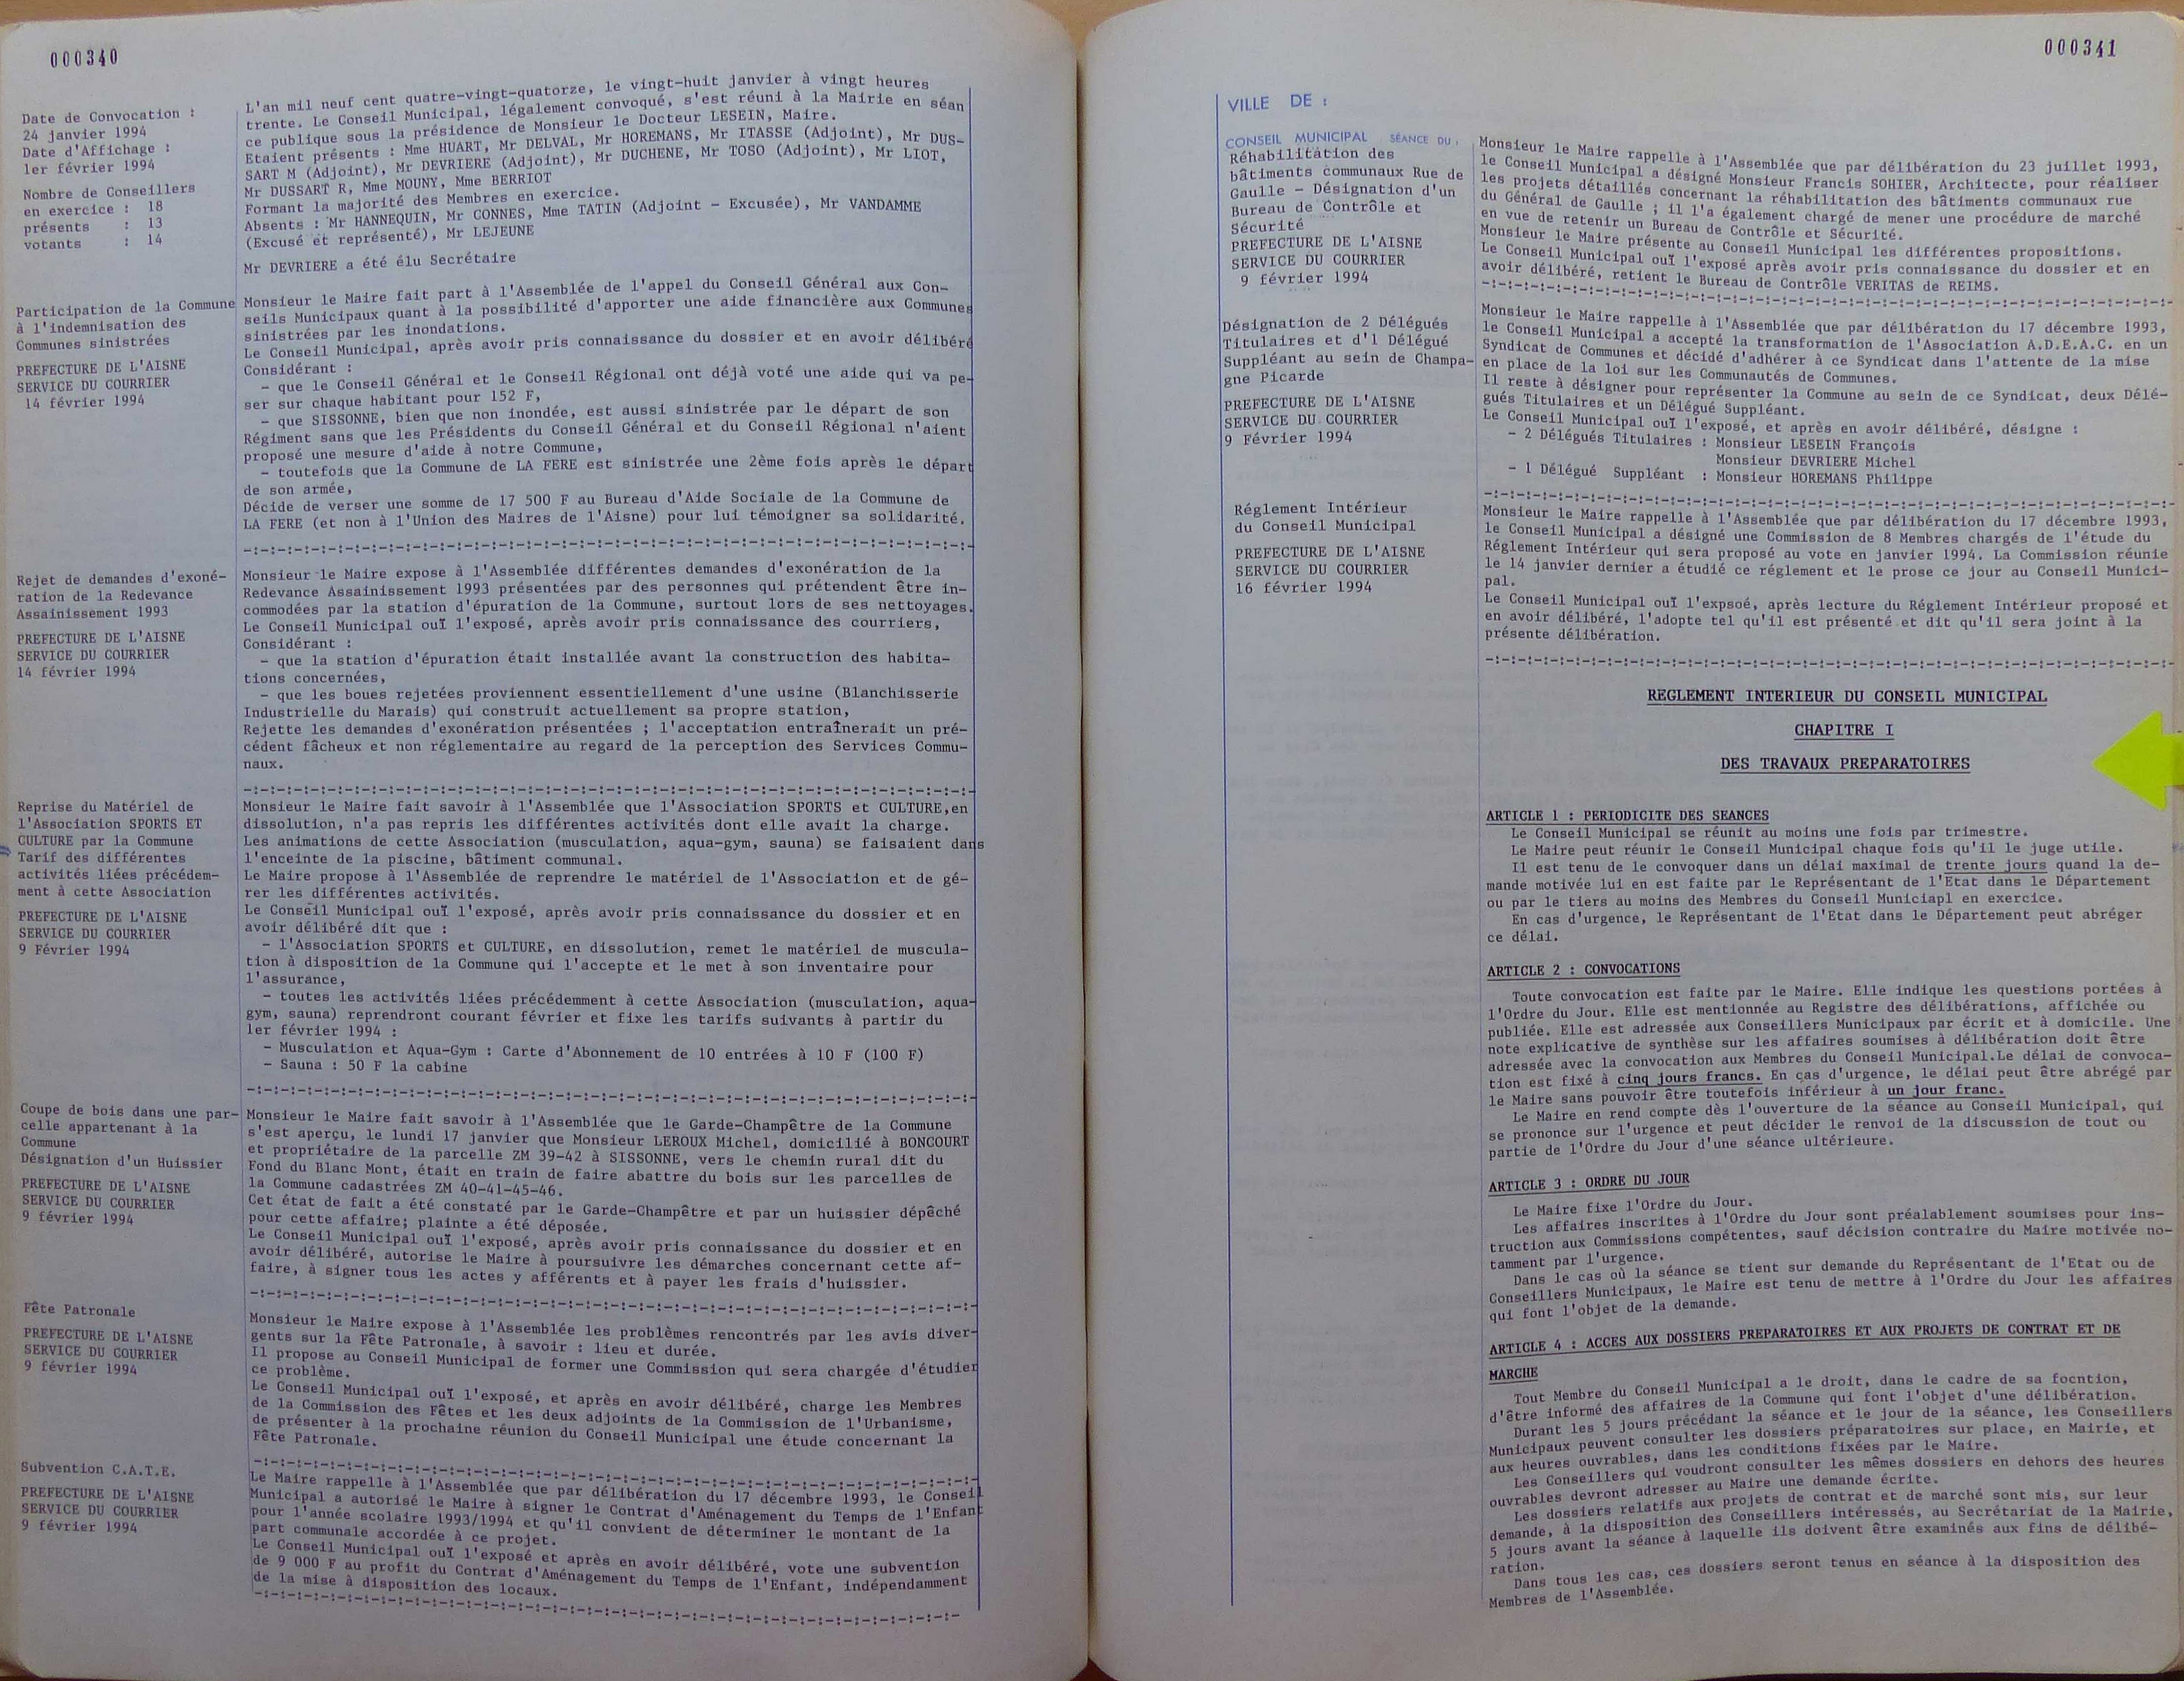 000340
Date de Convocation :
24 janvier 1994
Date d'Affichage :
1er février 1994
Nombre de Conseillers
en exercice : 18
présents : 13
votants : 14
L'an mil neuf cent quatre-vingt-quatorze, le vingt-huit janvier à vingt heures
trente. Le Conseil Municipal, légalement convoqué, s'est réuni à la Mairie en séan
ce publique sous la présidence de Monsieur le Docteur LESEIN, Maire.
Etaient présents : Mme HUART, Mr DELVAL, Mr HOREMANS, Mr ITASSE (Adjoint), Mr DUS-
SART M (Adjoint), Mr DEVRIERE (Adjoint), Mr DUCHENE, Mr TOSO (Adjoint), Mr LIOT,
Mr DUSSART R, Mme MOUNY, Mme BERRIOT
Formant la majorité des Membres en exercice.
Absents : Mr HANNEQUIN, Mr CONNES, Mme TATIN (Adjoint - Excusée), Mr VANDAMME
(Excusé et représenté), Mr LEJEUNE
Mr DEVRIERE a été élu Secrétaire
Participation de la Commune
à l'indemnisation des
Communes sinistrées
PREFECTURE DE L'AISNE
SERVICE DU COURRIER
14 février 1994
Monsieur le Maire fait part à l'Assemblée de l'appel du Conseil Général aux Con-
seils Municipaux quant à la possibilité d'apporter une aide financière aux Communes
sinistrées par les inondations.
Le Conseil Municipal, après avoir pris connaissance du dossier et en avoir délibéré
Considérant :
- que le Conseil Général et le Conseil Régional ont déjà voté une aide qui va pe-
ser sur chaque habitant pour 152 F,
- que SISSONNE, bien que non inondée, est aussi sinistrée par le départ de son
Régiment sans que les Présidents du Conseil Général et du Conseil Régional n'aient
proposé une mesure d'aide à notre Commune,
- toutefois que la Commune de LA FERE est sinistrée une 2ème fois après le départ
de son armée,
Décide de verser une somme de 17 500 F au Bureau d'Aide Sociale de la Commune de
LA FERE (et non à l'Union des Maires de l'Aisne) pour lui témoigner sa solidarité.
-:-:-:-:-:-:-:-:-:-:-:-:-:-:-:-:-:-:-:-:-:-:-:-:-:-:-:-:-:-:-:-:-:-:-:-:-:-:-:-:-
Rejet de demandes d'exoné-
ration de la Redevance
Assainissement 1993
PREFECTURE DE L'AISNE
SERVICE DU COURRIER
14 février 1994
Monsieur le Maire expose à l'Assemblée différentes demandes d'exonération de la
Redevance Assainissement 1993 présentées par des personnes qui prétendent être in-
commodées par la station d'épuration de la Commune, surtout lors de ses nettoyages.
Le Conseil Municipal ouï l'exposé, après avoir pris connaissance des courriers,
Considérant :
- que la station d'épuration était installée avant la construction des habita-
tions concernées,
- que les boues rejetées proviennent essentiellement d'une usine (Blanchisserie
Industrielle du Marais) qui construit actuellement sa propre station,
Rejette les demandes d'exonération présentées ; l'acceptation entraînerait un pré-
cédent fâcheux et non réglementaire au regard de la perception des Services Commu-
naux.
-:-:-:-:-:-:-:-:-:-:-:-:-:-:-:-:-:-:-:-:-:-:-:-:-:-:-:-:-:-:-:-:-:-:-:-:-:-:-:-:-
Reprise du Matériel de
l'Association SPORTS ET
CULTURE par la Commune
Tarif des différentes
activités liées précédem-
ment à cette Association
PREFECTURE DE L'AISNE
SERVICE DU COURRIER
9 Février 1994
Monsieur le Maire fait savoir à l'Assemblée que l'Association SPORTS et CULTURE,en
dissolution, n'a pas repris les différentes activités dont elle avait la charge.
Les animations de cette Association (musculation, aqua-gym, sauna) se faisaient dans
l'enceinte de la piscine, bâtiment communal.
Le Maire propose à l'Assemblée de reprendre le matériel de l'Association et de gé-
rer les différentes activités.
Le Conseil Municipal ouï l'exposé, après avoir pris connaissance du dossier et en
avoir délibéré dit que :
- l'Association SPORTS et CULTURE, en dissolution, remet le matériel de muscula-
tion à disposition de la Commune qui l'accepte et le met à son inventaire pour
l'assurance,
- toutes les activités liées précédemment à cette Association (musculation, aqua-
gym, sauna) reprendront courant février et fixe les tarifs suivants à partir du
1er février 1994 :
- Musculation et Aqua-Gym : Carte d'Abonnement de 10 entrées à 10 F (100 F)
- Sauna : 50 F la cabine
-:-:-:-:-:-:-:-:-:-:-:-:-:-:-:-:-:-:-:-:-:-:-:-:-:-:-:-:-:-:-:-:-:-:-:-:-:-:-:-:-
Coupe de bois dans une par-
celle appartenant à la
Commune
Désignation d'un Huissier
PREFECTURE DE L'AISNE
SERVICE DU COURRIER
9 février 1994
Monsieur le Maire fait savoir à l'Assemblée que le Garde-Champêtre de la Commune
s'est aperçu, le lundi 17 janvier que Monsieur LEROUX Michel, domicilié à BONCOURT
et propriétaire de la parcelle ZM 39-42 à SISSONNE, vers le chemin rural dit du
Fond du Blanc Mont, était en train de faire abattre du bois sur les parcelles de
la Commune cadastrées ZM 40-41-45-46.
Cet état de fait a été constaté par le Garde-Champêtre et par un huissier dépêché
pour cette affaire; plainte a été déposée.
Le Conseil Municipal ouï l'exposé, après avoir pris connaissance du dossier et en
avoir délibéré, autorise le Maire à poursuivre les démarches concernant cette af-
faire, à signer tous les actes y afférents et à payer les frais d'huissier.
-:-:-:-:-:-:-:-:-:-:-:-:-:-:-:-:-:-:-:-:-:-:-:-:-:-:-:-:-:-:-:-:-:-:-:-:-:-:-:-:-
Fête Patronale
PREFECTURE DE L'AISNE
SERVICE DU COURRIER
9 février 1994
Monsieur le Maire expose à l'Assemblée les problèmes rencontrés par les avis diver-
gents sur la Fête Patronale, à savoir : lieu et durée.
Il propose au Conseil Municipal de former une Commission qui sera chargée d'étudier
ce problème.
Le Conseil Municipal ouï l'exposé, et après en avoir délibéré, charge les Membres
de la Commission des Fêtes et les deux adjoints de la Commission de l'Urbanisme,
de présenter à la prochaine réunion du Conseil Municipal une étude concernant la
Fête Patronale.
-:-:-:-:-:-:-:-:-:-:-:-:-:-:-:-:-:-:-:-:-:-:-:-:-:-:-:-:-:-:-:-:-:-:-:-:-:-:-:-:-
Subvention C.A.T.E.
PREFECTURE DE L'AISNE
SERVICE DU COURRIER
9 février 1994
Le Maire rappelle à l'Assemblée que par délibération du 17 décembre 1993, le Conseil
Municipal a autorisé le Maire à signer le Contrat d'Aménagement du Temps de l'Enfant
pour l'année scolaire 1993/1994 et qu'il convient de déterminer le montant de la
part communale accordée à ce projet.
Le Conseil Municipal ouï l'exposé et après en avoir délibéré, vote une subvention
de 9 000 F au profit du Contrat d'Aménagement du Temps de l'Enfant, indépendamment
de la mise à disposition des locaux.
-:-:-:-:-:-:-:-:-:-:-:-:-:-:-:-:-:-:-:-:-:-:-:-:-:-:-:-:-:-:-:-:-:-:-:-:-:-:-:-:-
000341
VILLE DE :
CONSEIL MUNICIPAL SÉANCE DU :
Réhabilitation des
bâtiments communaux Rue de
Gaulle - Désignation d'un
Bureau de Contrôle et
Sécurité
PREFECTURE DE L'AISNE
SERVICE DU COURRIER
9 février 1994
Monsieur le Maire rappelle à l'Assemblée que par délibération du 23 juillet 1993,
le Conseil Municipal a désigné Monsieur Francis SOHIER, Architecte, pour réaliser
les projets détaillés concernant la réhabilitation des bâtiments communaux rue
du Général de Gaulle ; il l'a également chargé de mener une procédure de marché
en vue de retenir un Bureau de Contrôle et Sécurité.
Monsieur le Maire présente au Conseil Municipal les différentes propositions.
Le Conseil Municipal ouï l'exposé après avoir pris connaissance du dossier et en
avoir délibéré, retient le Bureau de Contrôle VERITAS de REIMS.
-:-:-:-:-:-:-:-:-:-:-:-:-:-:-:-:-:-:-:-:-:-:-:-:-:-:-:-:-:-:-:-:-:-:-:-:-:-:-:-:-
Désignation de 2 Délégués
Titulaires et d'1 Délégué
Suppléant au sein de Champa-
gne Picarde
PREFECTURE DE L'AISNE
SERVICE DU COURRIER
9 Février 1994
Monsieur le Maire rappelle à l'Assemblée que par délibération du 17 décembre 1993,
le Conseil Municipal a accepté la transformation de l'Association A.D.E.A.C. en un
Syndicat de Communes et décidé d'adhérer à ce Syndicat dans l'attente de la mise
en place de la loi sur les Communautés de Communes.
Il reste à désigner pour représenter la Commune au sein de ce Syndicat, deux Délé-
gués Titulaires et un Délégué Suppléant.
Le Conseil Municipal ouï l'exposé, et après en avoir délibéré, désigne :
- 2 Délégués Titulaires : Monsieur LESEIN François
Monsieur DEVRIERE Michel
- 1 Délégué Suppléant : Monsieur HOREMANS Philippe
-:-:-:-:-:-:-:-:-:-:-:-:-:-:-:-:-:-:-:-:-:-:-:-:-:-:-:-:-:-:-:-:-:-:-:-:-:-:-:-:-
Réglement Intérieur
du Conseil Municipal
PREFECTURE DE L'AISNE
SERVICE DU COURRIER
16 février 1994
Monsieur le Maire rappelle à l'Assemblée que par délibération du 17 décembre 1993,
le Conseil Municipal a désigné une Commission de 8 Membres chargés de l'étude du
Réglement Intérieur qui sera proposé au vote en janvier 1994. La Commission réunie
le 14 janvier dernier a étudié ce réglement et le prose ce jour au Conseil Munici-
pal.
Le Conseil Municipal ouï l'expsoé, après lecture du Réglement Intérieur proposé et
en avoir délibéré, l'adopte tel qu'il est présenté et dit qu'il sera joint à la
présente délibération.
-:-:-:-:-:-:-:-:-:-:-:-:-:-:-:-:-:-:-:-:-:-:-:-:-:-:-:-:-:-:-:-:-:-:-:-:-:-:-:-:-
REGLEMENT INTERIEUR DU CONSEIL MUNICIPAL
CHAPITRE I
DES TRAVAUX PREPARATOIRES
ARTICLE 1 : PERIODICITE DES SEANCES
Le Conseil Municipal se réunit au moins une fois par trimestre.
Le Maire peut réunir le Conseil Municipal chaque fois qu'il le juge utile.
Il est tenu de le convoquer dans un délai maximal de trente jours quand la de-
mande motivée lui en est faite par le Représentant de l'Etat dans le Département
ou par le tiers au moins des Membres du Conseil Municiapl en exercice.
En cas d'urgence, le Représentant de l'Etat dans le Département peut abréger
ce délai.
ARTICLE 2 : CONVOCATIONS
Toute convocation est faite par le Maire. Elle indique les questions portées à
l'Ordre du Jour. Elle est mentionnée au Registre des délibérations, affichée ou
publiée. Elle est adressée aux Conseillers Municipaux par écrit et à domicile. Une
note explicative de synthèse sur les affaires soumises à délibération doit être
adressée avec la convocation aux Membres du Conseil Municipal.Le délai de convoca-
tion est fixé à cinq jours francs. En cas d'urgence, le délai peut être abrégé par
le Maire sans pouvoir être toutefois inférieur à un jour franc.
Le Maire en rend compte dès l'ouverture de la séance au Conseil Municipal, qui
se prononce sur l'urgence et peut décider le renvoi de la discussion de tout ou
partie de l'Ordre du Jour d'une séance ultérieure.
ARTICLE 3 : ORDRE DU JOUR
Le Maire fixe l'Ordre du Jour.
Les affaires inscrites à l'Ordre du Jour sont préalablement soumises pour ins-
truction aux Commissions compétentes, sauf décision contraire du Maire motivée no-
tamment par l'urgence.
Dans le cas où la séance se tient sur demande du Représentant de l'Etat ou de
Conseillers Municipaux, le Maire est tenu de mettre à l'Ordre du Jour les affaires
qui font l'objet de la demande.
ARTICLE 4 : ACCES AUX DOSSIERS PREPARATOIRES ET AUX PROJETS DE CONTRAT ET DE
MARCHE
Tout Membre du Conseil Municipal a le droit, dans le cadre de sa focntion,
d'être informé des affaires de la Commune qui font l'objet d'une délibération.
Durant les 5 jours précédant la séance et le jour de la séance, les Conseillers
Municipaux peuvent consulter les dossiers préparatoires sur place, en Mairie, et
aux heures ouvrables, dans les conditions fixées par le Maire.
Les Conseillers qui voudront consulter les mêmes dossiers en dehors des heures
ouvrables devront adresser au Maire une demande écrite.
Les dossiers relatifs aux projets de contrat et de marché sont mis, sur leur
demande, à la disposition des Conseillers intéressés, au Secrétariat de la Mairie,
5 jours avant la séance à laquelle ils doivent être examinés aux fins de délibé-
ration.
Dans tous les cas, ces dossiers seront tenus en séance à la disposition des
Membres de l'Assemblée.